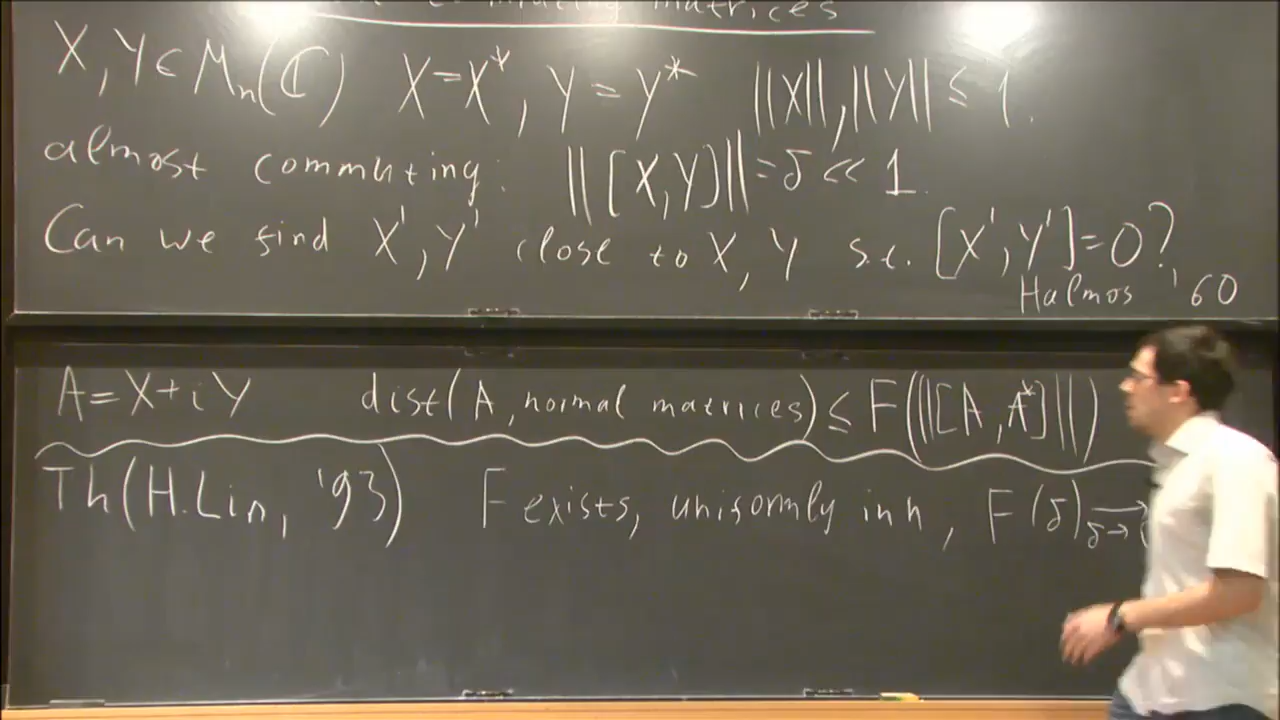 matrices
X, Y ∈ Mₙ(ℂ) X=X*, Y=Y* ||X||,||Y|| ≤ 1.
almost commuting: ||[X,Y]||=δ << 1.
Can we find X',Y' close to X, Y s.t. [X',Y']=0?
Halmos '60
A=X+iY dist(A, normal matrices) ≤ F(||[A,A*]||)
Th(H.Lin, '93) F exists, uniformly in n, F(δ) → δ→